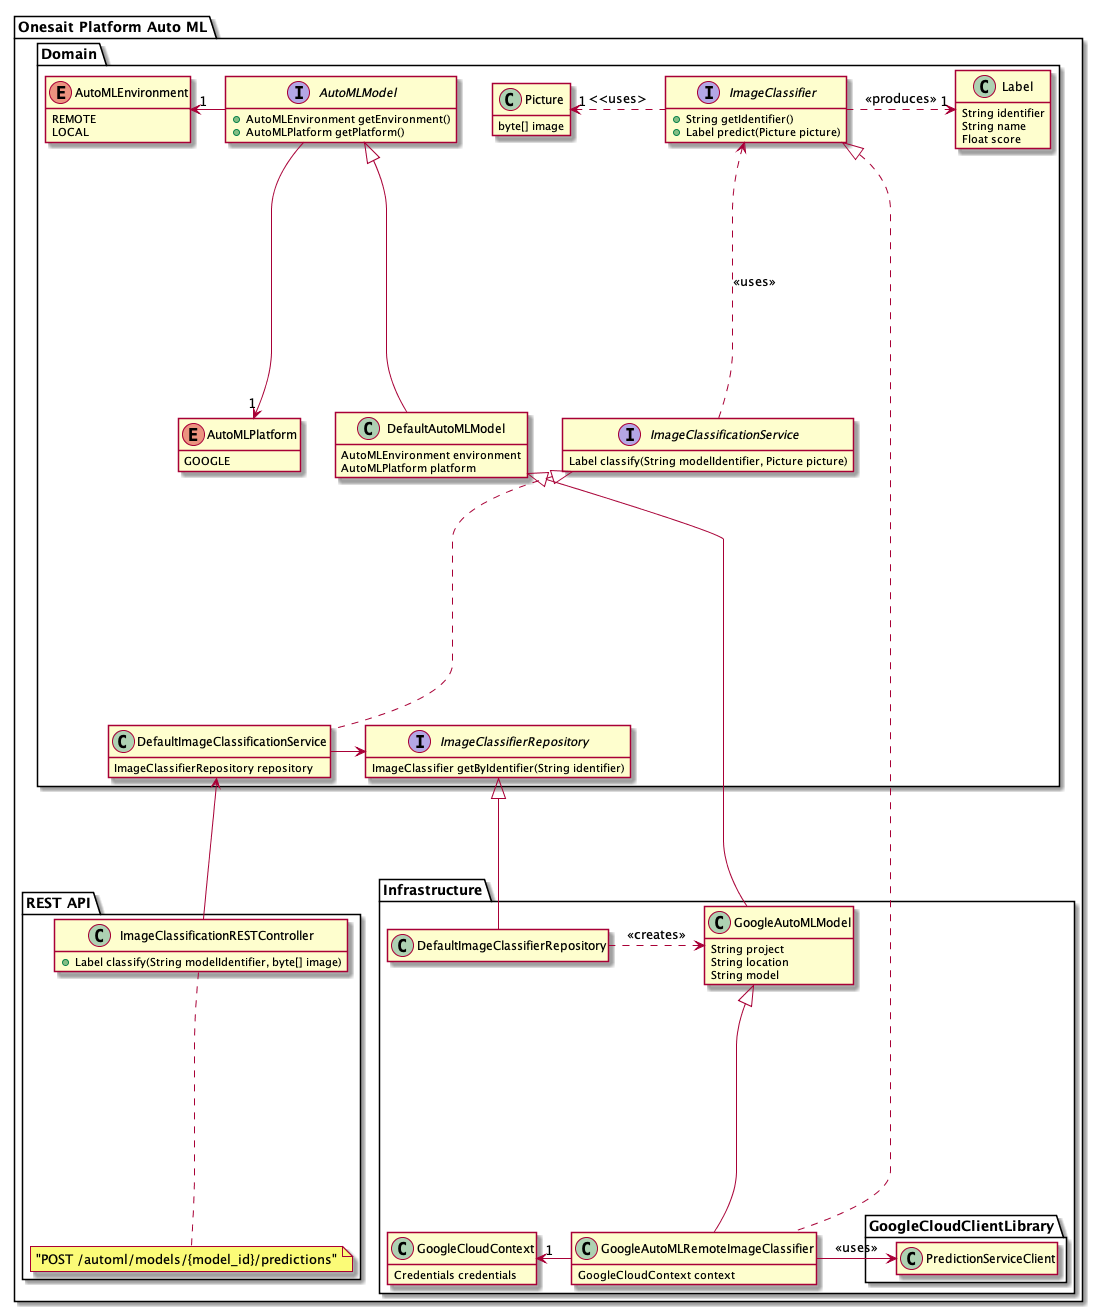 Onesait Platform Auto ML
Domain
E AutoMLEnvironment
REMOTE
LOCAL
1
I AutoMLModel
AutoMLEnvironment getEnvironment()
AutoMLPlatform getPlatform()
C Picture
byte[] image
1 <<uses>
I ImageClassifier
String getIdentifier()
Label predict(Picture picture)
«produces» 1
C Label
String identifier
String name
Float score
«uses»
1
E AutoMLPlatform
GOOGLE
C DefaultAutoMLModel
AutoMLEnvironment environment
AutoMLPlatform platform
I ImageClassificationService
Label classify(String modelIdentifier, Picture picture)
C DefaultImageClassificationService
ImageClassifierRepository repository
I ImageClassifierRepository
ImageClassifier getByIdentifier(String identifier)
REST API
C ImageClassificationRESTController
Label classify(String modelIdentifier, byte[] image)
"POST /automl/models/{model_id}/predictions"
Infrastructure
C DefaultImageClassifierRepository
«creates»
C GoogleAutoMLModel
String project
String location
String model
C GoogleCloudContext
Credentials credentials
1
C GoogleAutoMLRemoteImageClassifier
GoogleCloudContext context
«uses»
GoogleCloudClientLibrary
C PredictionServiceClient